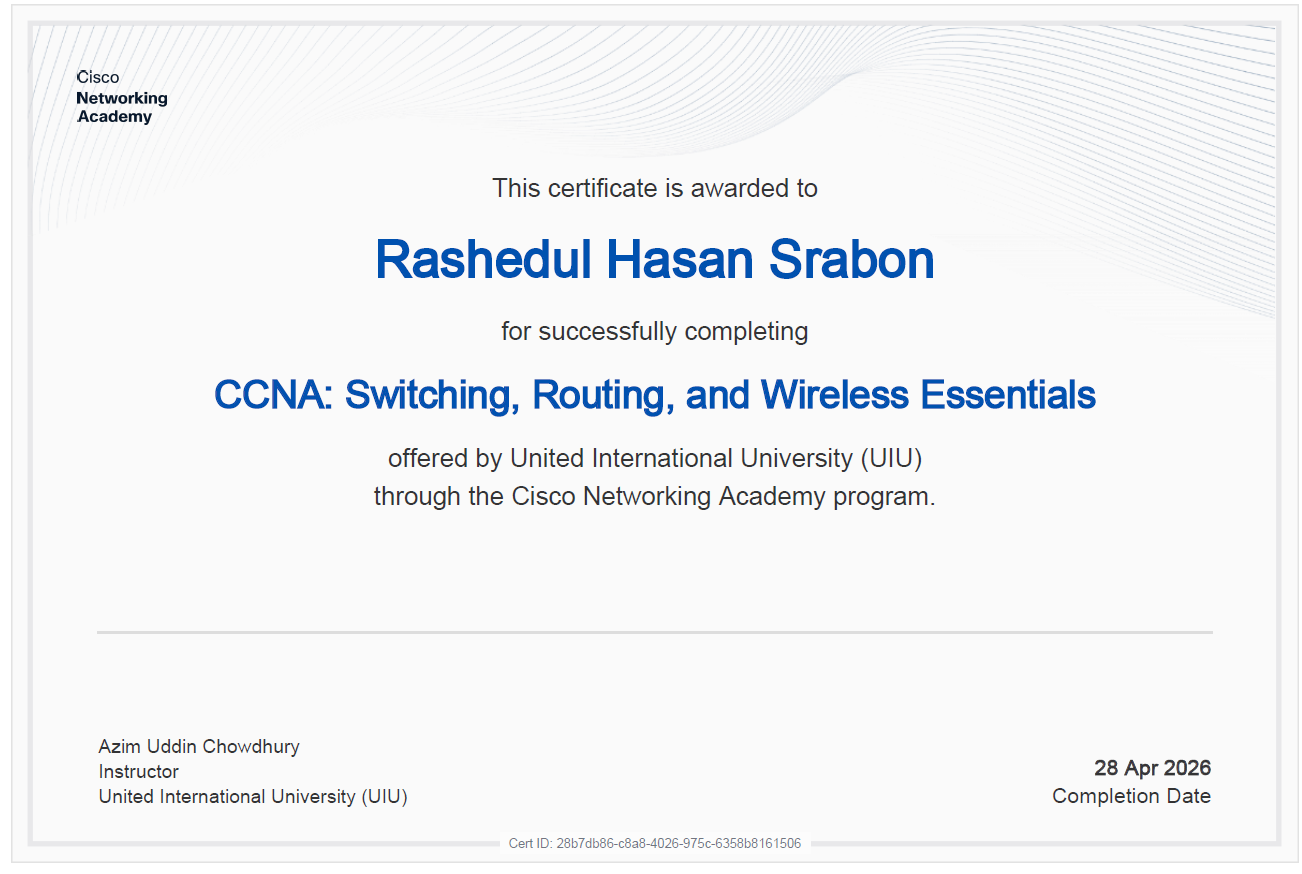 Cisco
Networking
Academy
This certificate is awarded to
Rashedul Hasan Srabon
for successfully completing
CCNA: Switching, Routing, and Wireless Essentials
offered by United International University (UIU)
through the Cisco Networking Academy program.
Azim Uddin Chowdhury
Instructor
United International University (UIU)
28 Apr 2026
Completion Date
Cert ID: 28b7db86-c8a8-4026-975c-6358b8161506